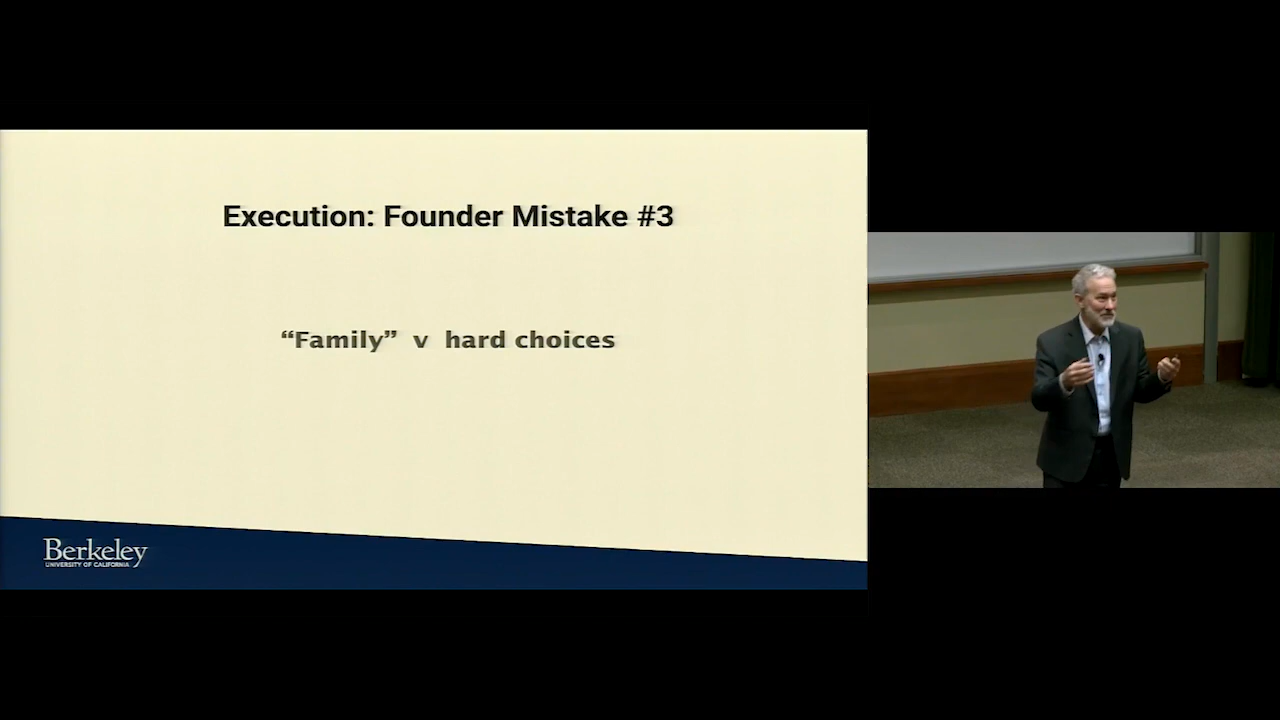 Execution: Founder Mistake #3
“Family” v hard choices
Berkeley
UNIVERSITY OF CALIFORNIA